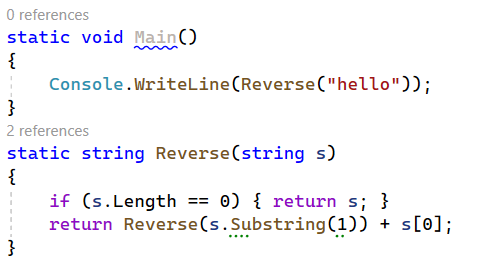 0 references
static void Main()
{
    Console.WriteLine(Reverse("hello"));
}
2 references
static string Reverse(string s)
{
    if (s.Length == 0) { return s; }
    return Reverse(s.Substring(1)) + s[0];
}